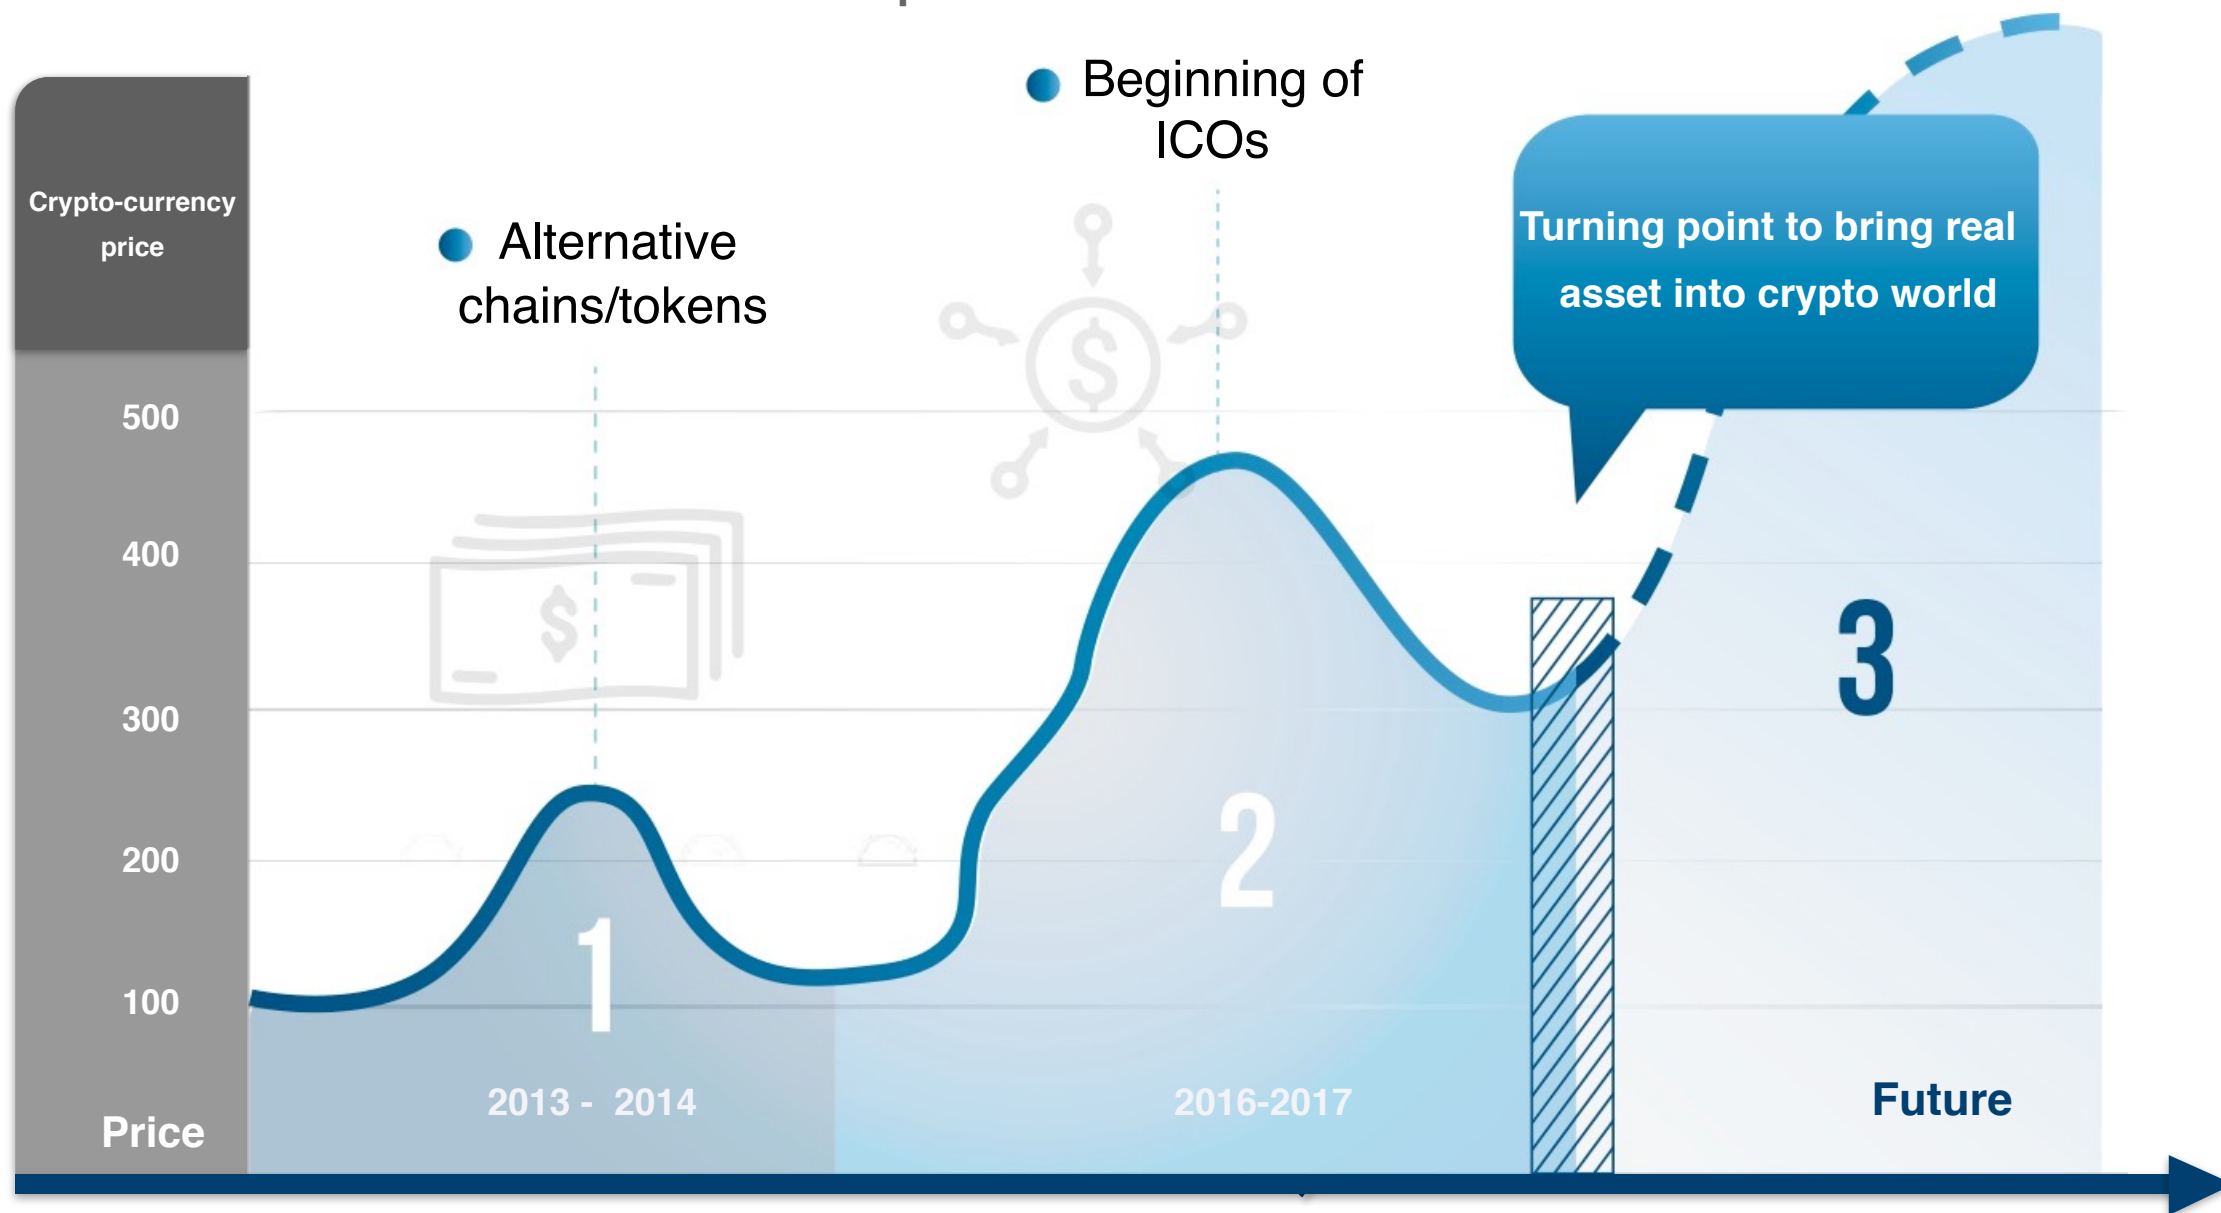 Beginning of
ICOs
Crypto-currency
price
Alternative
chains/tokens
Turning point to bring real
asset into crypto world
500
400
300
200
100
Price
1
2
3
2013 - 2014
2016-2017
Future